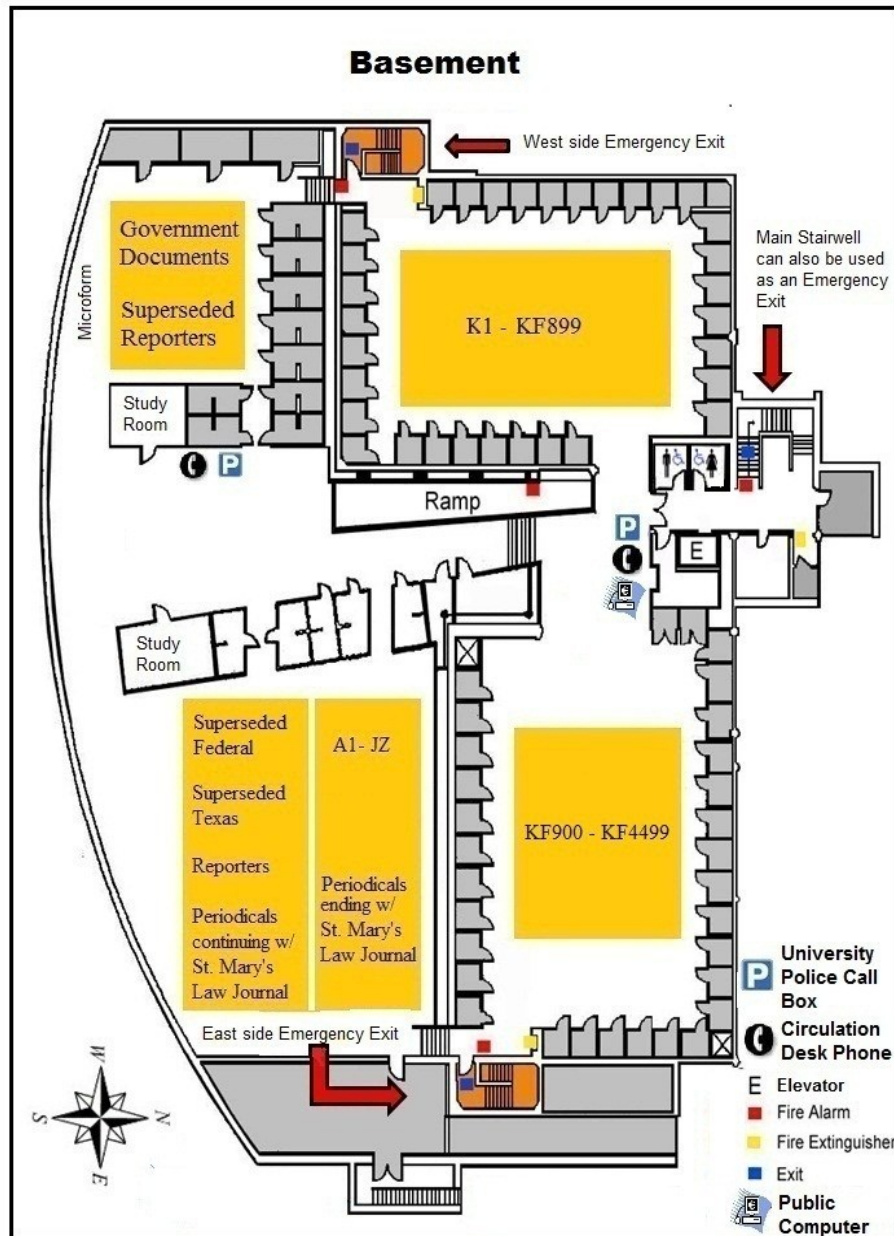 Basement
West side Emergency Exit
Main Stairwell
can also be used
as an Emergency
Exit
Government
Documents
Superseded
Reporters
Microform
K1 - KF899
Study
Room
P
Ramp
P
E
Study
Room
Superseded
Federal
Superseded
Texas
Reporters
Periodicals
continuing w/
St. Mary's
Law Journal
A1- JZ
Periodicals
ending w/
St. Mary's
Law Journal
KF900 - KF4499
East side Emergency Exit
W
S
N
E
P University
Police Call
Box
Circulation
Desk Phone
E Elevator
Fire Alarm
Fire Extinguisher
Exit
Public
Computer